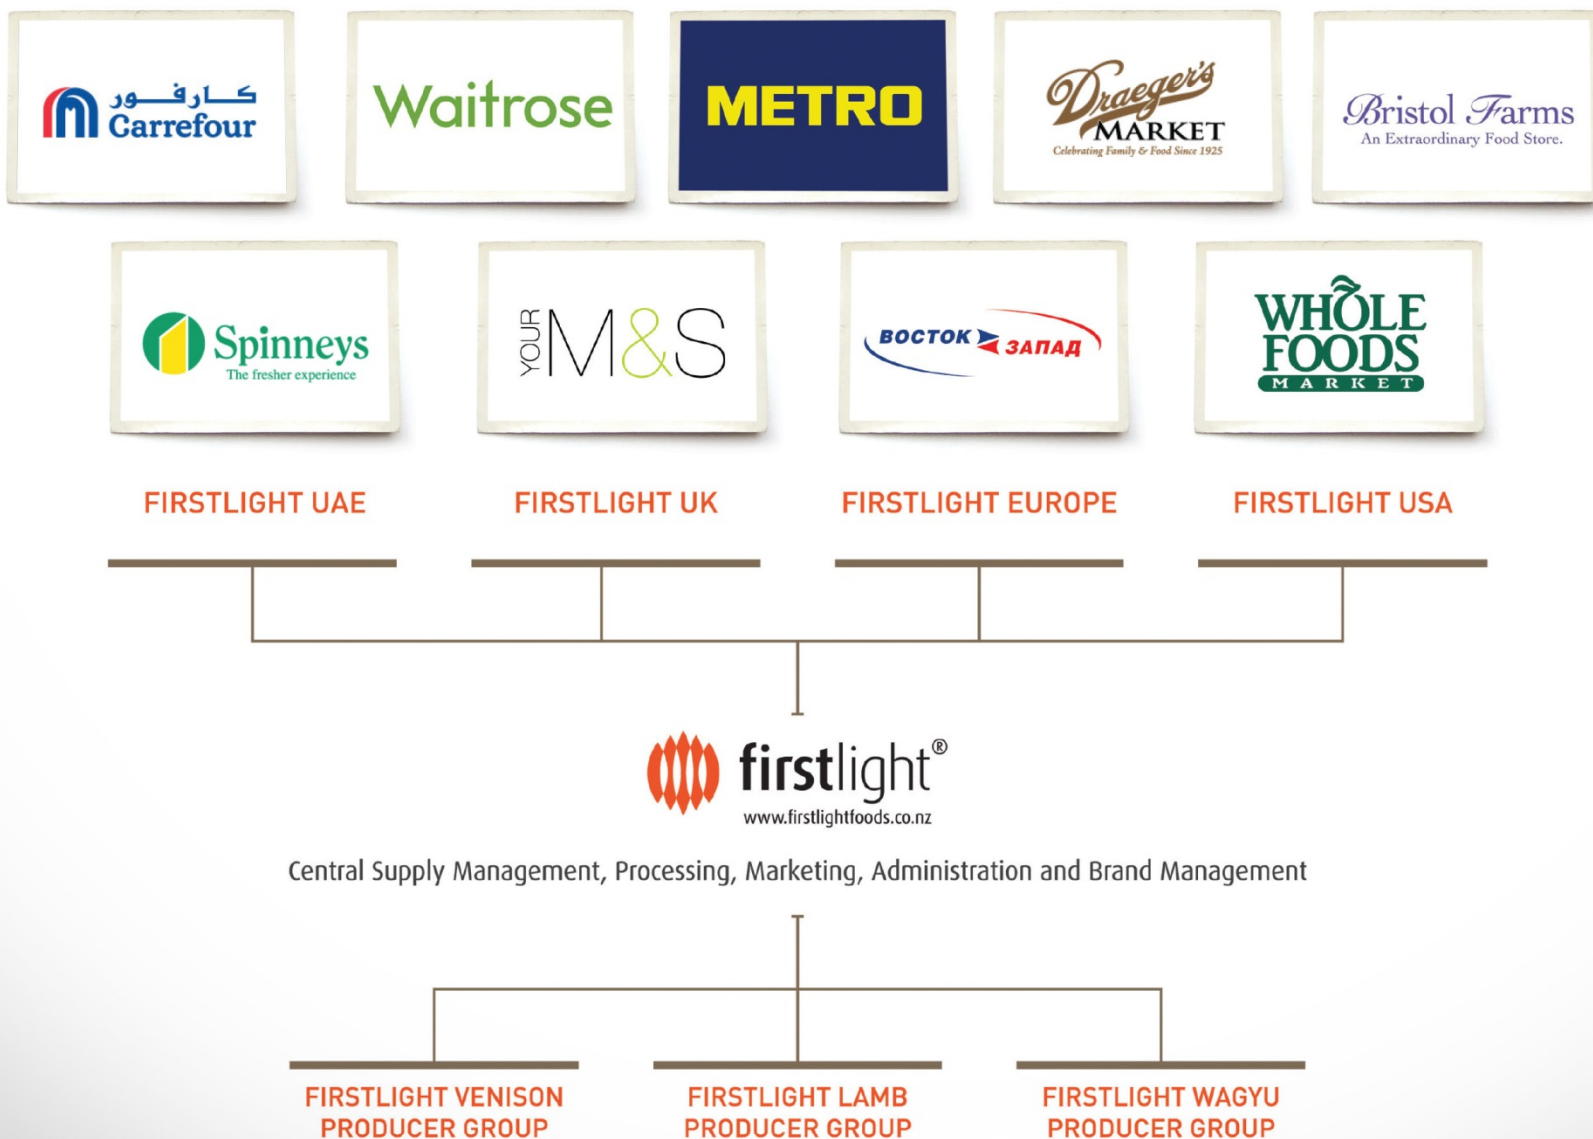 كارفور
Carrefour
Waitrose
METRO
Draeger's
MARKET
Celebrating Family & Food Since 1925
Bristol Farms
An Extraordinary Food Store.
Spinneys
The fresher experience
YOUR M&S
ВОСТОК ЗАПАД
WHOLE
FOODS
MARKET
FIRSTLIGHT UAE
FIRSTLIGHT UK
FIRSTLIGHT EUROPE
FIRSTLIGHT USA
firstlight®
www.firstlightfoods.co.nz
Central Supply Management, Processing, Marketing, Administration and Brand Management
FIRSTLIGHT VENISON
PRODUCER GROUP
FIRSTLIGHT LAMB
PRODUCER GROUP
FIRSTLIGHT WAGYU
PRODUCER GROUP